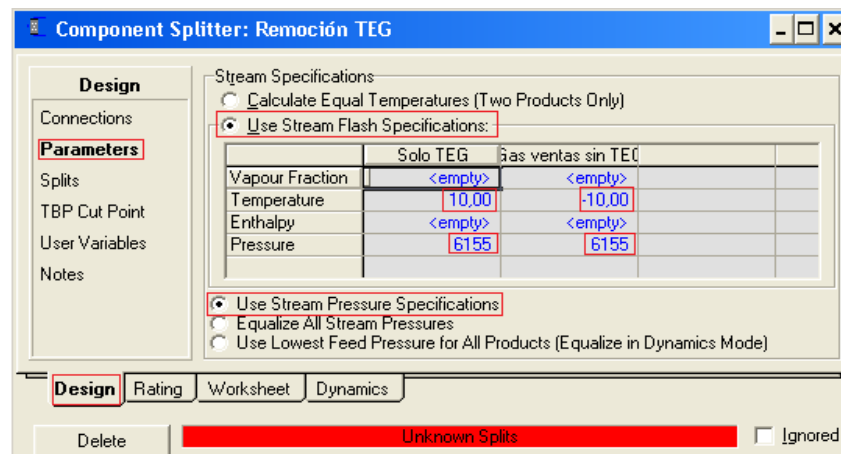 Component Splitter: Remoción TEG
Design
Connections
Parameters
Splits
TBP Cut Point
User Variables
Notes
Stream Specifications
Calculate Equal Temperatures (Two Products Only)
Use Stream Flash Specifications:
Solo TEG Gas ventas sin TEG
Vapour Fraction <empty> <empty>
Temperature 10,00 -10,00
Enthalpy <empty> <empty>
Pressure 6155 6155
Use Stream Pressure Specifications
Equalize All Stream Pressures
Use Lowest Feed Pressure for All Products (Equalize in Dynamics Mode)
Design Rating Worksheet Dynamics
Delete Unknown Splits Ignored